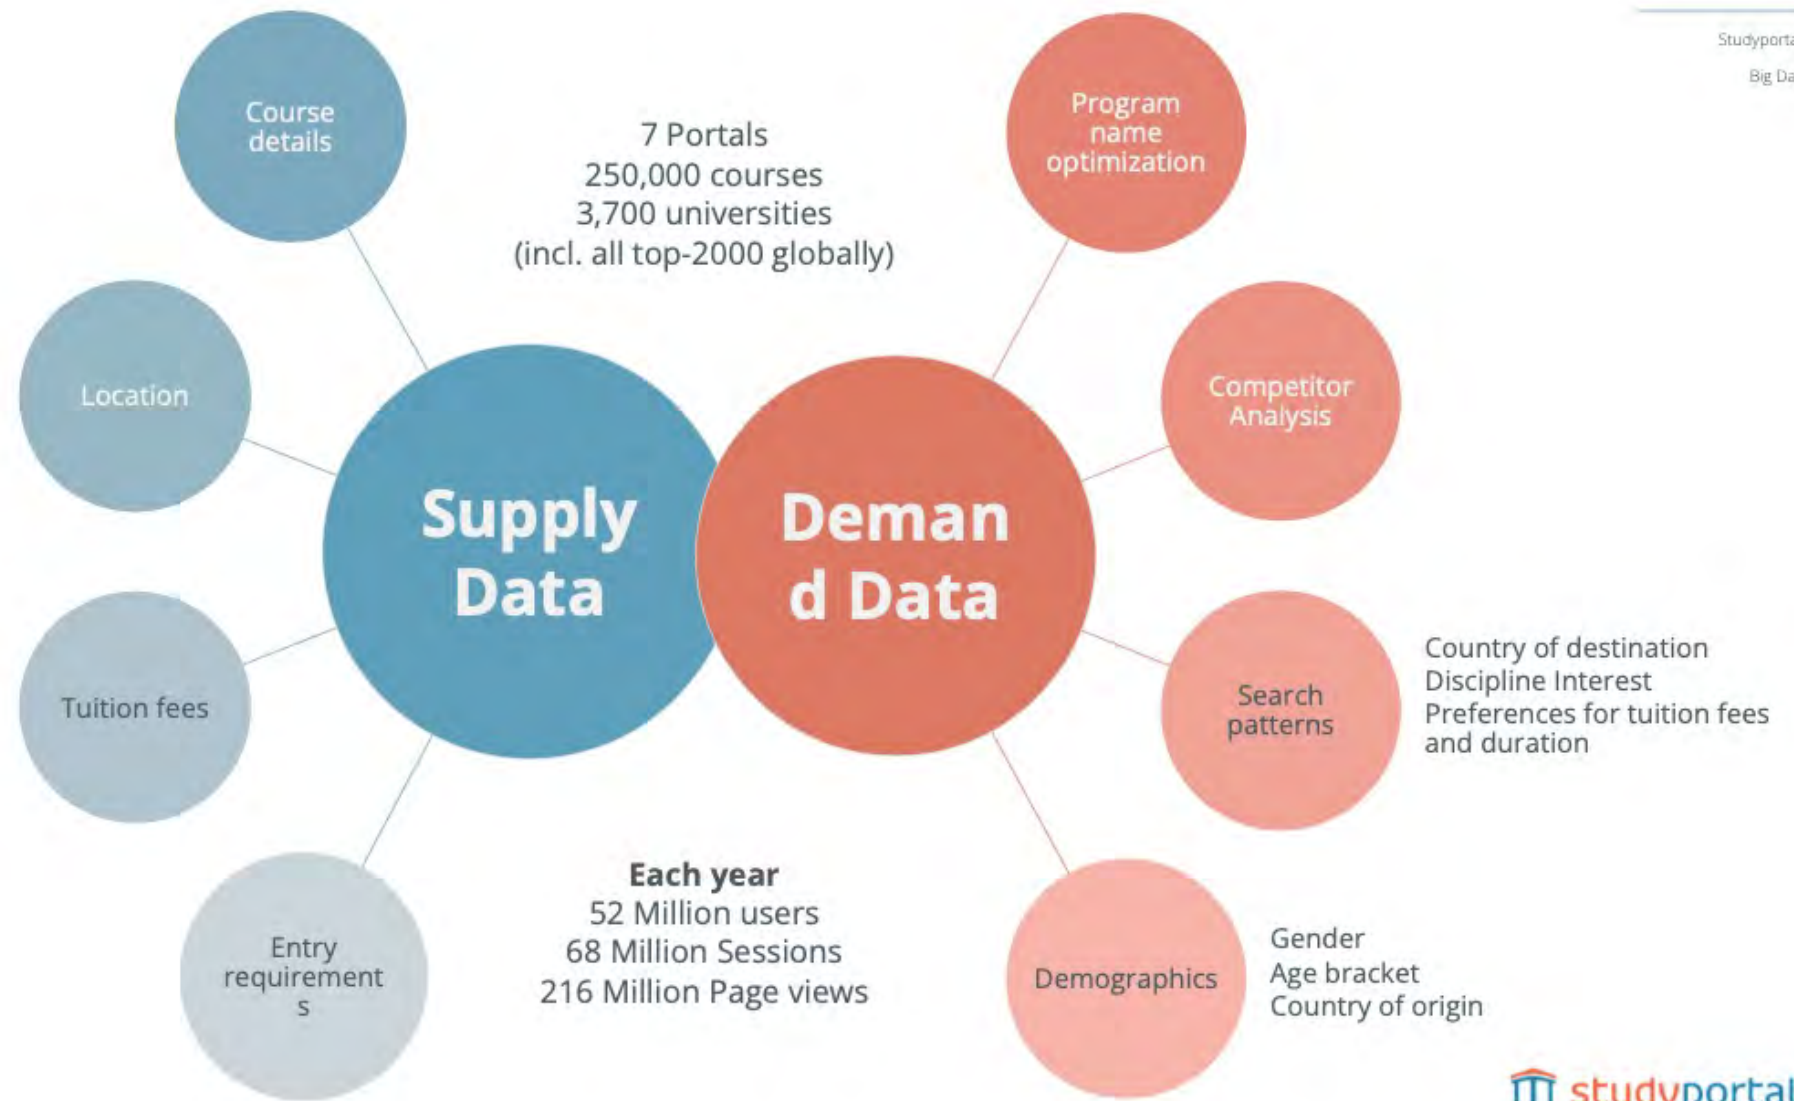 Studyporta
Big Da
Course
details
7 Portals
250,000 courses
3,700 universities
(incl. all top-2000 globally)
Program
name
optimization
Location
Competitor
Analysis
Supply
Data
Deman
d Data
Tuition fees
Search
patterns
Country of destination
Discipline Interest
Preferences for tuition fees
and duration
Entry
requirement
s
Each year
52 Million users
68 Million Sessions
216 Million Page views
Demographics
Gender
Age bracket
Country of origin
studyportal